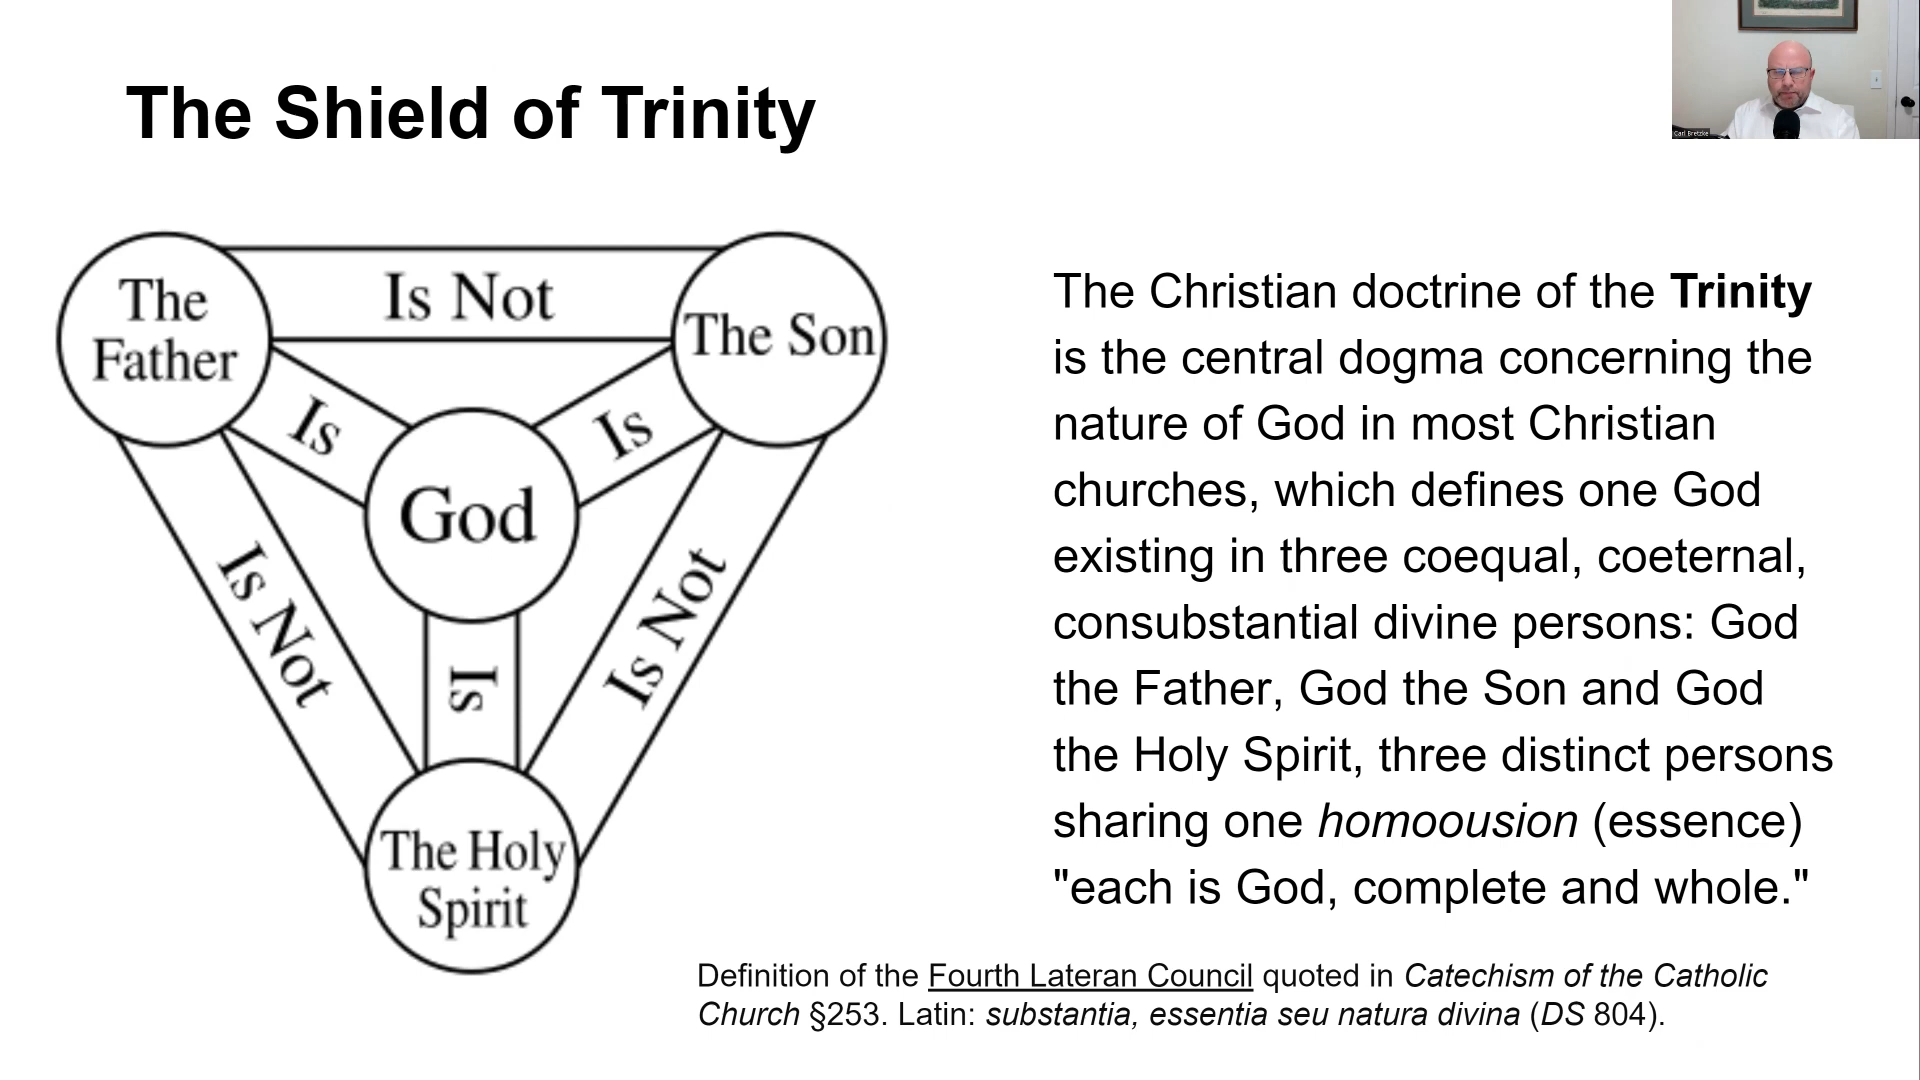 The Shield of Trinity
Carl Bretzke
The
Father
Is Not
The Son
Is
Is
God
Is Not
Is
Is Not
The Holy
Spirit
The Christian doctrine of the Trinity
is the central dogma concerning the
nature of God in most Christian
churches, which defines one God
existing in three coequal, coeternal,
consubstantial divine persons: God
the Father, God the Son and God
the Holy Spirit, three distinct persons
sharing one homoousion (essence)
"each is God, complete and whole."
Definition of the Fourth Lateran Council quoted in Catechism of the Catholic
Church §253. Latin: substantia, essentia seu natura divina (DS 804).